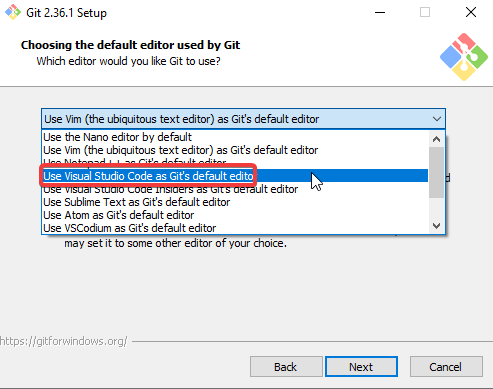 Git 2.36.1 Setup
Choosing the default editor used by Git
Which editor would you like Git to use?
Use Vim (the ubiquitous text editor) as Git's default editor
Use the Nano editor by default
Use Vim (the ubiquitous text editor) as Git's default editor
Use Notepad++ as Git's default editor
Use Visual Studio Code as Git's default edito
Use Visual Studio Code Insiders as Git's default editor
Use Sublime Text as Git's default editor
Use Atom as Git's default editor
Use VSCodium as Git's default editor
may set it to some other editor of your choice.
https://gitforwindows.org/
Back
Next
Cancel